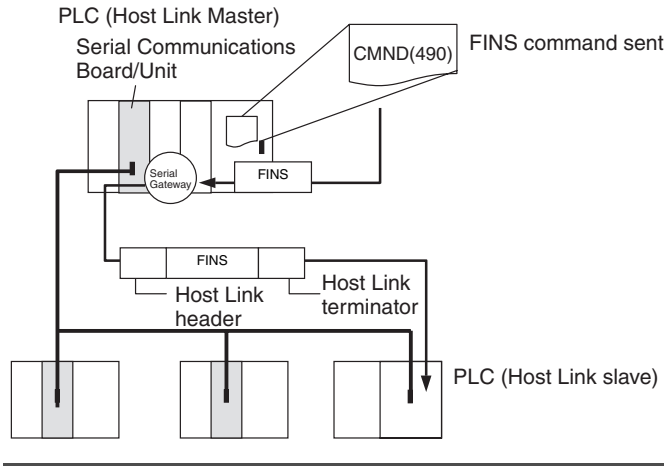 PLC (Host Link Master)
Serial Communications
Board/Unit
CMND(490)
FINS command sent
Serial
Gateway
FINS
FINS
Host Link
header
Host Link
terminator
PLC (Host Link slave)